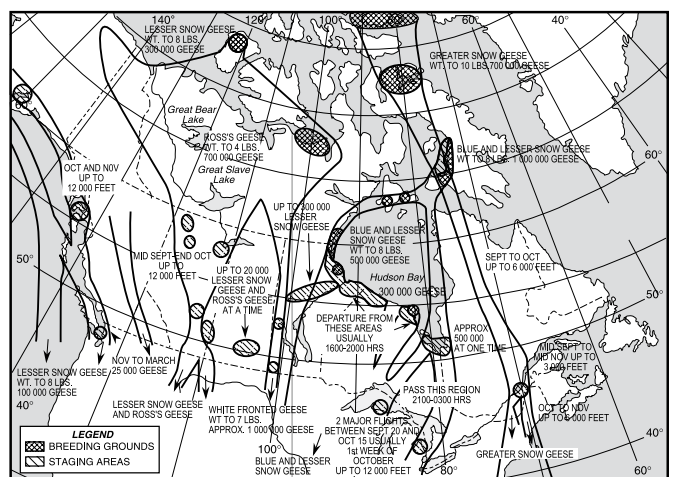 140°
120°
100°
80°
60°
40°
LESSER SNOW GEESE
WT. TO 8 LBS.
300 000 GEESE
GREATER SNOW GEESE
WT. TO 10 LBS 700 000 GEESE
Great Bear
Lake
ROSS'S GEESE
WT. TO 4 LBS.
700 000 GEESE
Great Slave
Lake
BLUE AND LESSER SNOW GEESE
WT TO 8 LBS. 1 000 000 GEESE
60°
60°
OCT AND NOV
UP TO
12 000 FEET
UP TO 300 000
LESSER
SNOW GEESE
BLUE AND LESSER
SNOW GEESE
WT TO 8 LBS.
500 000 GEESE
Hudson Bay
300 000 GEESE
SEPT TO OCT
UP TO 6 000 FEET
50°
50°
MID SEPT-END OCT
UP TO
12 000 FEET
UP TO 20 000
LESSER SNOW
GEESE AND
ROSS'S GEESE
AT A TIME
DEPARTURE FROM
THESE AREAS
USUALLY
1600-2000 HRS
APPROX
500 000
AT ONE TIME
MID SEPT TO
MID NOV UP TO
3 000 FEET
NOV TO MARCH
25 000 GEESE
LESSER SNOW GEESE
WT. TO 8 LBS.
100 000 GEESE
PASS THIS REGION
2100-0300 HRS
OCT TO NOV
UP TO 6 000 FEET
40°
LESSER SNOW GEESE
AND ROSS'S GEESE
WHITE FRONTED GEESE
WT TO 7 LBS.
APPROX. 1 000 000 GEESE
2 MAJOR FLIGHTS
BETWEEN SEPT 20 AND
OCT 15 USUALLY
1st WEEK OF
OCTOBER
UP TO 12 000 FEET
40°
LEGEND
BREEDING GROUNDS
STAGING AREAS
100°
BLUE AND LESSER
SNOW GEESE
GREATER SNOW GEESE
80°
60°